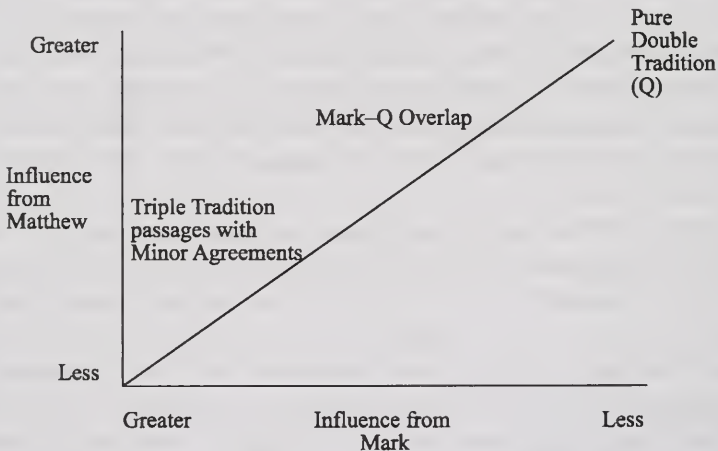 Pure
Double
Tradition
(Q)
Greater
Mark–Q Overlap
Influence
from
Matthew
Triple Tradition
passages with
Minor Agreements
Less
Greater
Influence from
Mark
Less